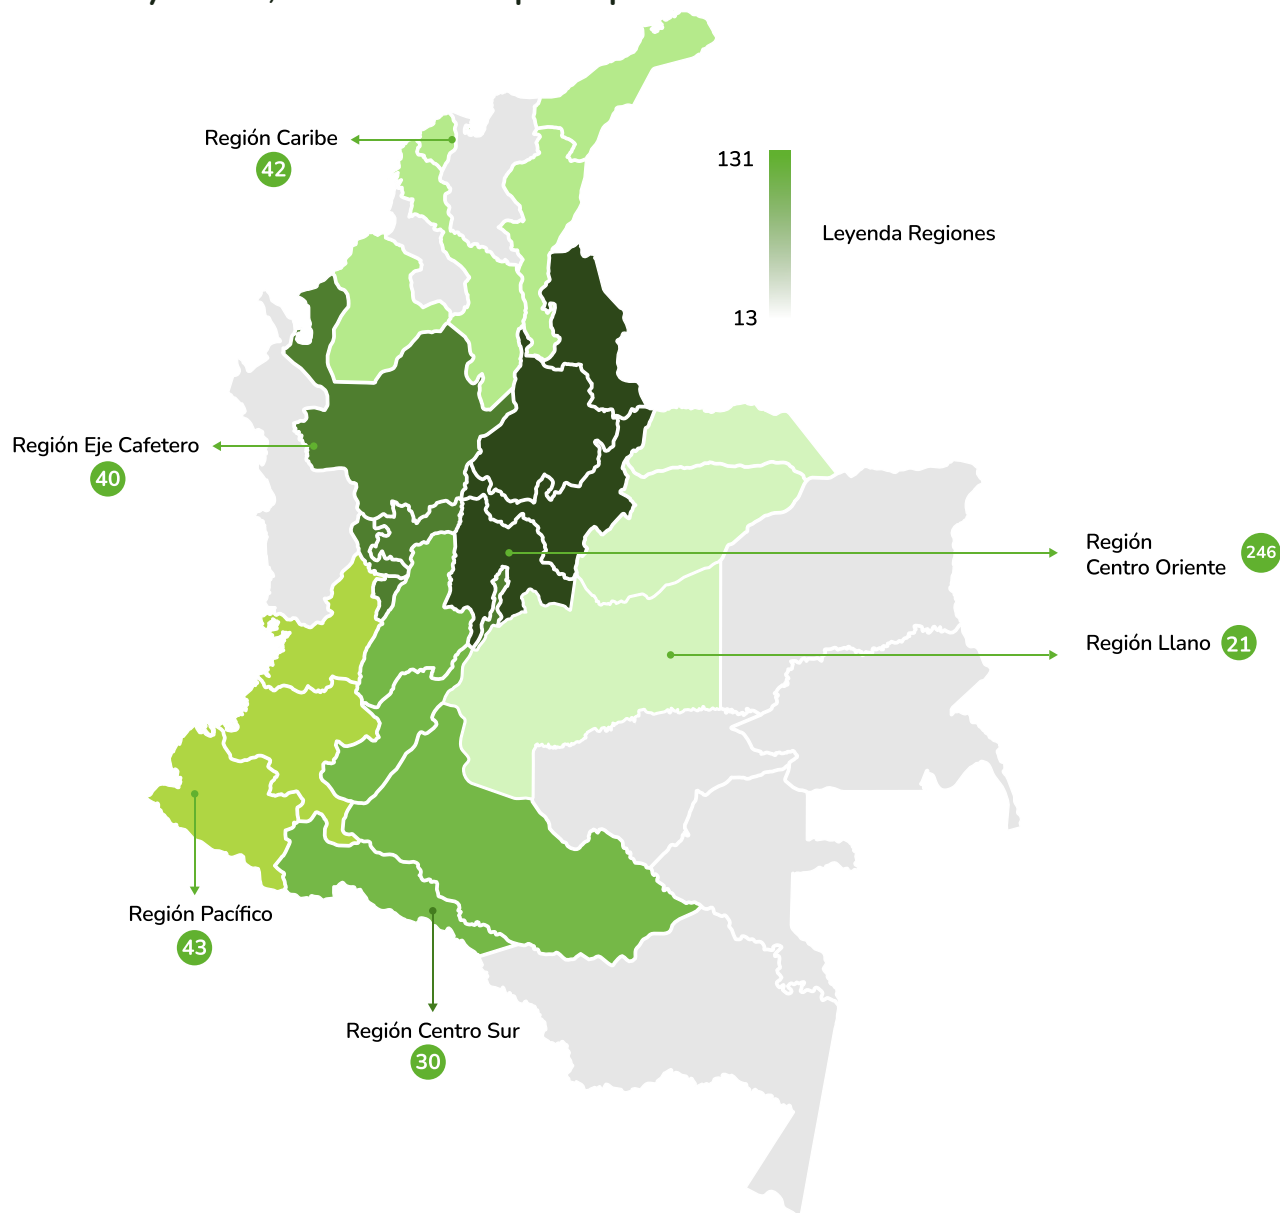 Región Caribe
42
131
Leyenda Regiones
13
Región Eje Cafetero
40
Región
Centro Oriente
246
Región Llano
21
Región Pacífico
43
Región Centro Sur
30